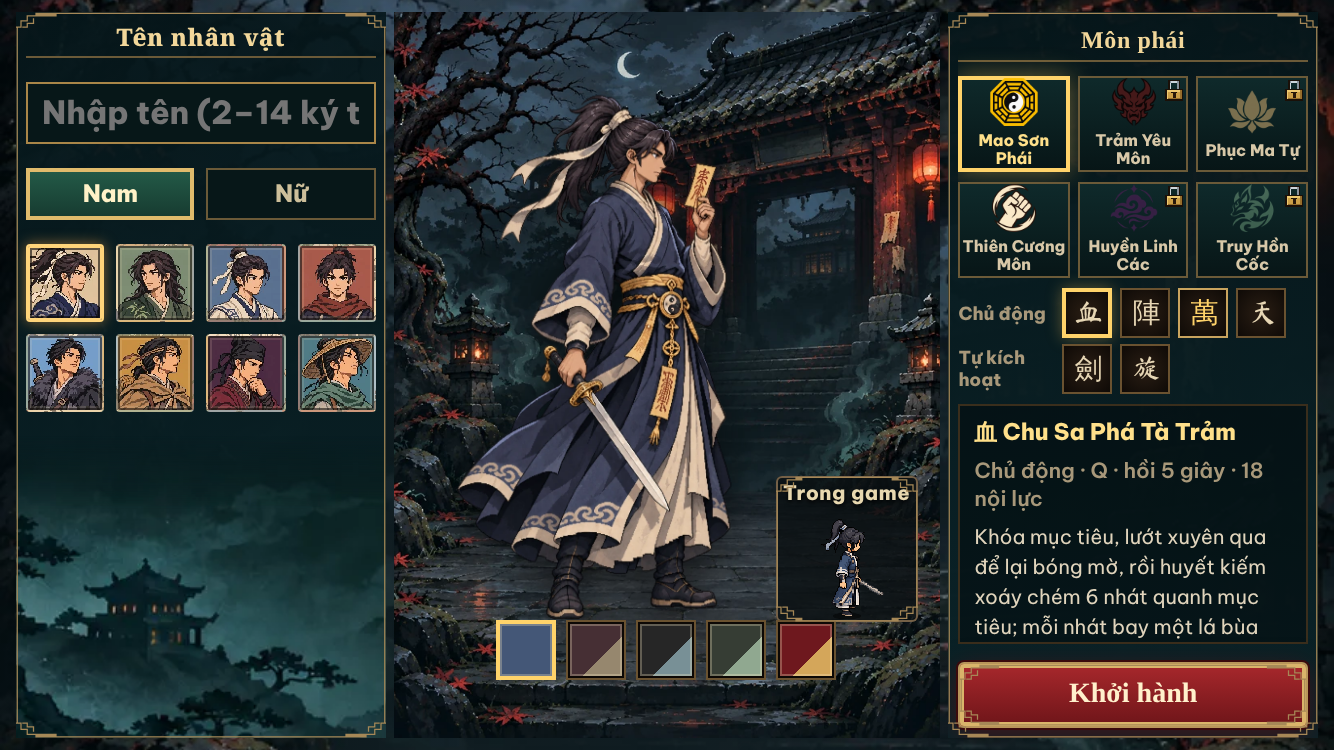 Tên nhân vật
Nhập tên (2–14 ký t
Nam
Nữ
Trong game
Môn phái
Mao Sơn
Phái
Trảm Yêu
Môn
Phục Ma Tự
Thiên Cương
Môn
Huyền Linh
Các
Truy Hồn
Cốc
Chủ động
血 陣 萬 天
Tự kích
hoạt
劍 旋
血 Chu Sa Phá Tà Trảm
Chủ động · Q · hồi 5 giây · 18
nội lực
Khóa mục tiêu, lướt xuyên qua
để lại bóng mờ, rồi huyết kiếm
xoáy chém 6 nhát quanh mục
tiêu; mỗi nhát bay một lá bùa
Khởi hành